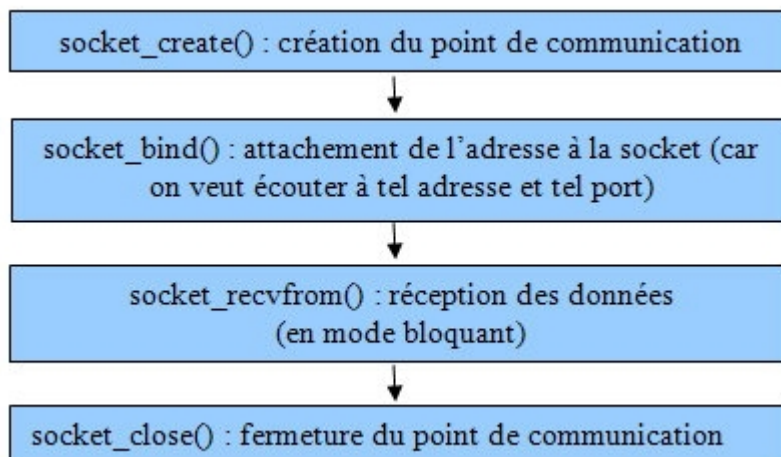 socket_create() : création du point de communication
socket_bind() : attachement de l’adresse à la socket (car
on veut écouter à tel adresse et tel port)
socket_recvfrom() : réception des données
(en mode bloquant)
socket_close() : fermeture du point de communication